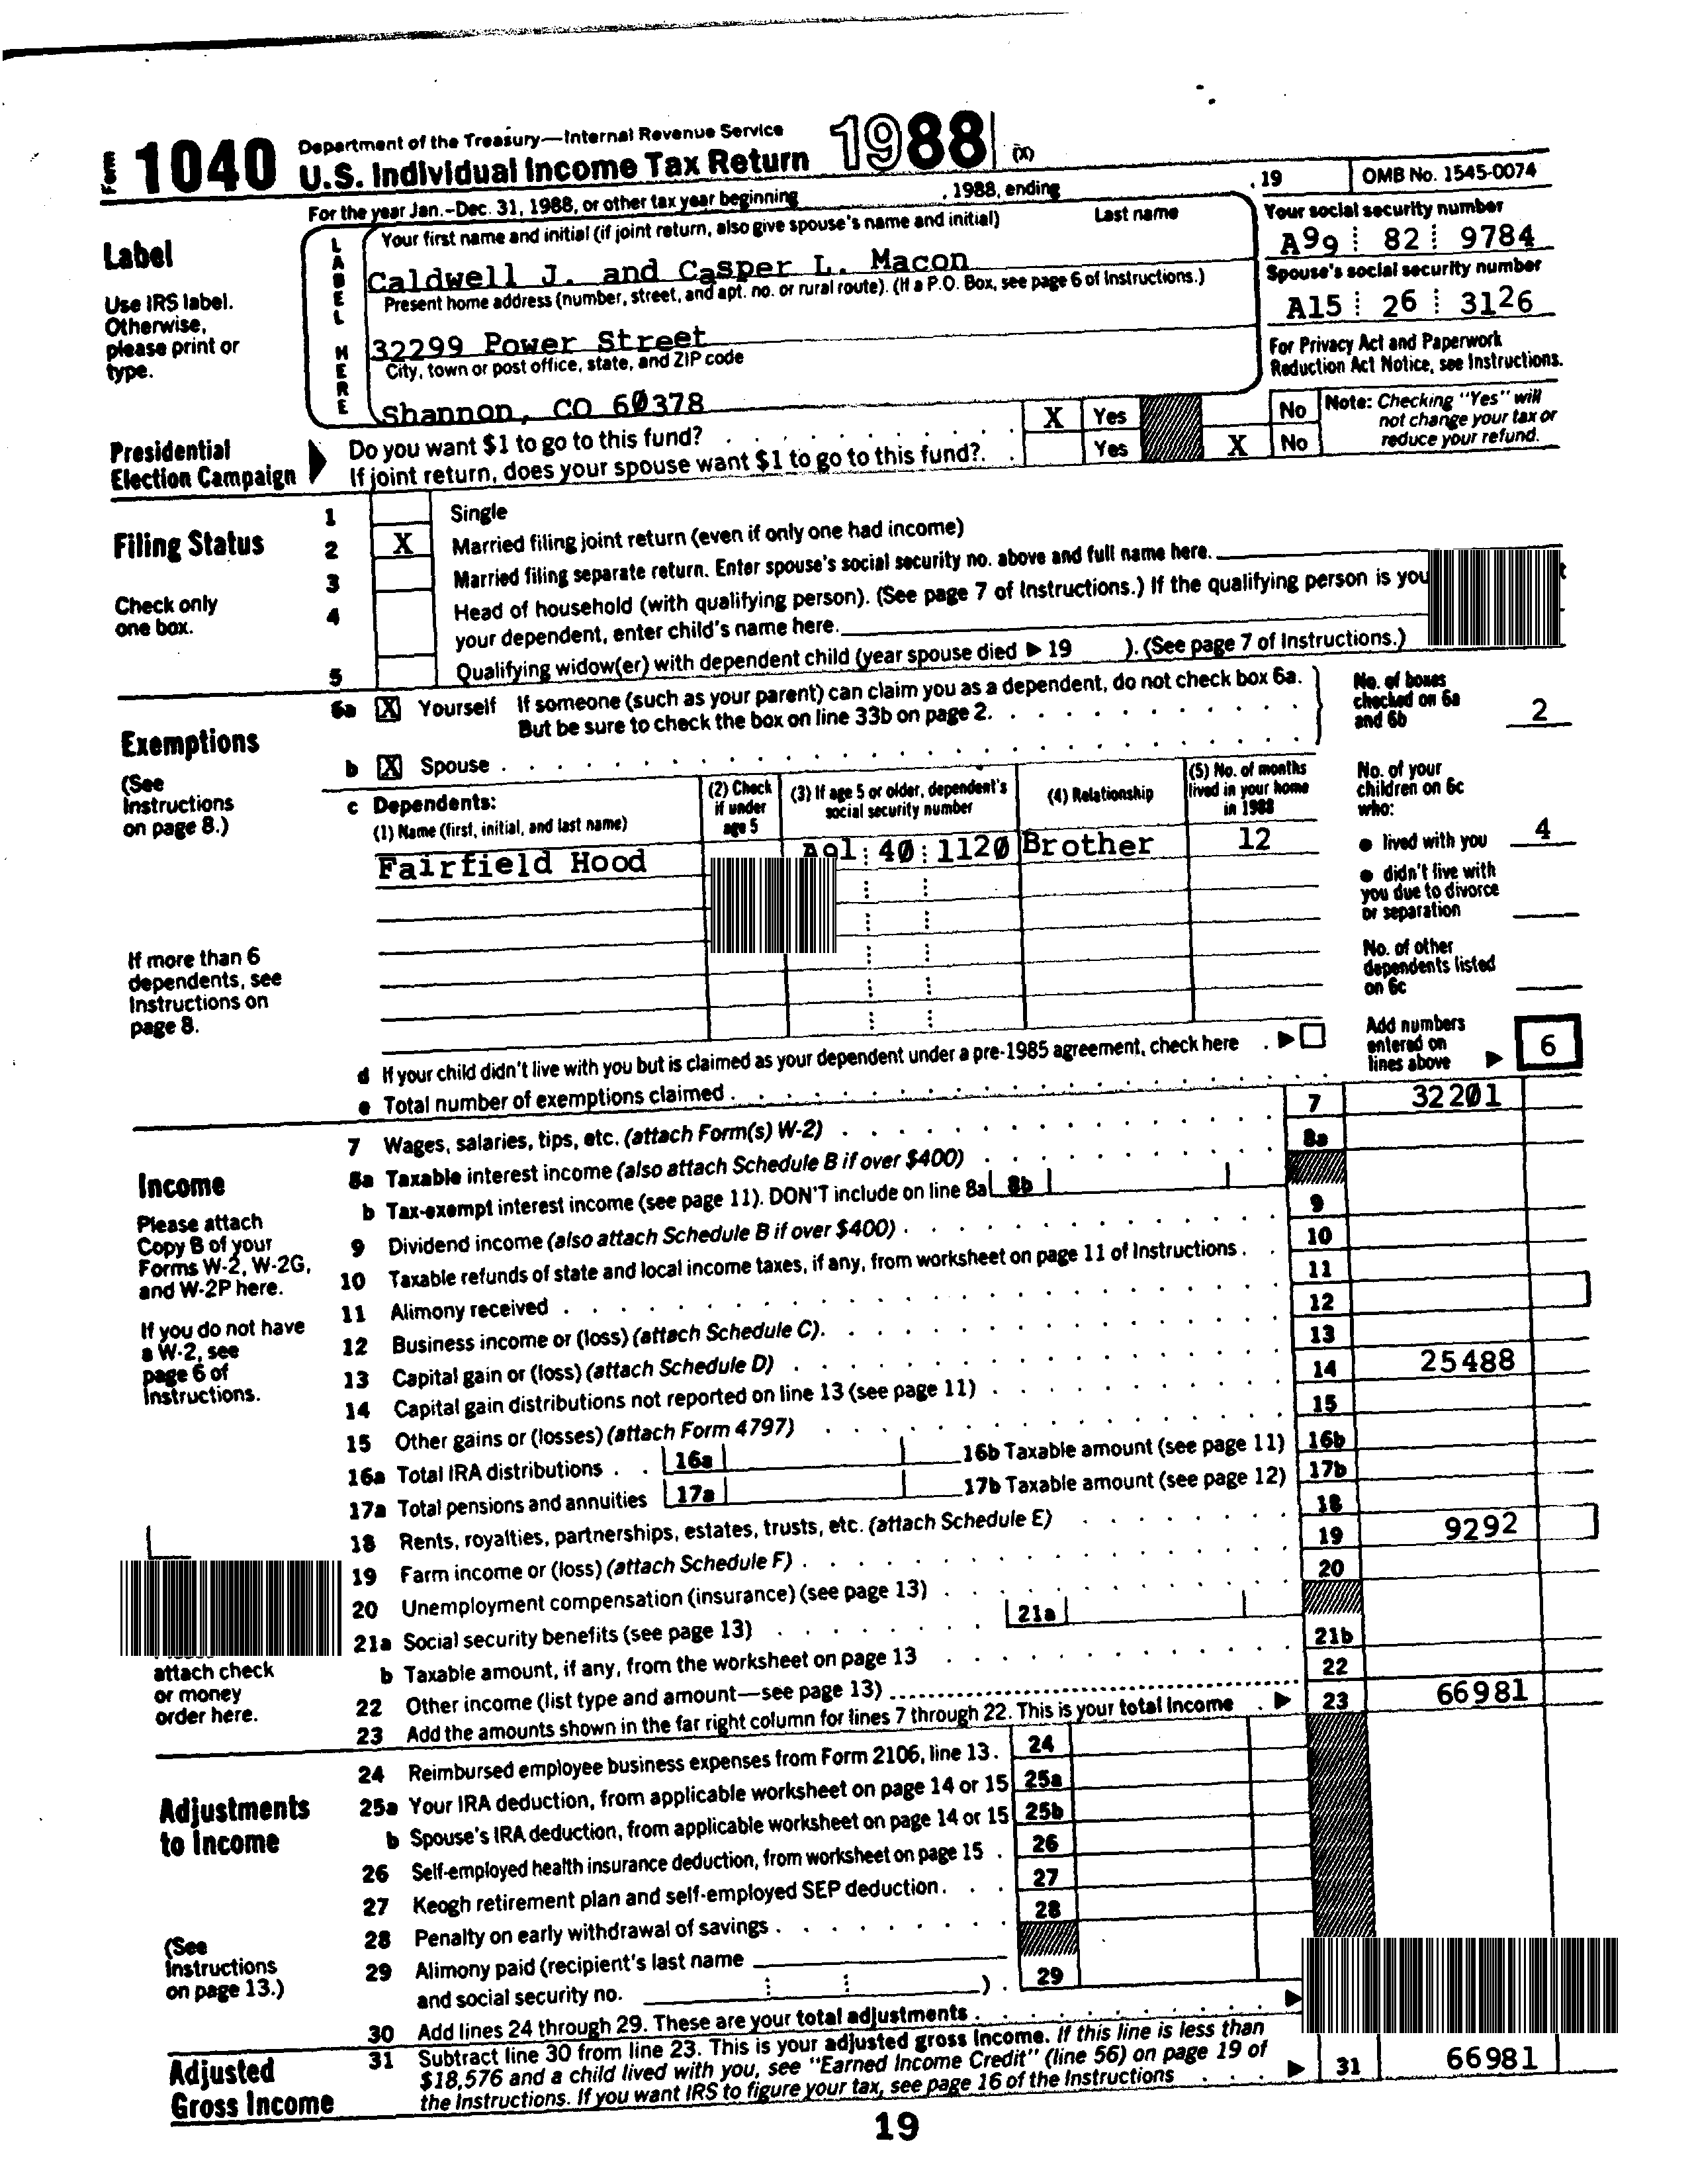 Form 1040 Department of the Treasury—Internal Revenue Service
U.S. Individual Income Tax Return 1988 (X)
For the year Jan.-Dec. 31, 1988, or other tax year beginning , 1988, ending , 19 OMB No. 1545-0074
Label
Use IRS label.
Otherwise,
please print or
type.
LABEL HERE
Your first name and initial (if joint return, also give spouse's name and initial) Last name
Caldwell J. and Casper L. Macon
Your social security number
A99 82 9784
Present home address (number, street, and apt. no. or rural route). (If a P.O. Box, see page 6 of Instructions.)
32299 Power Street
Spouse's social security number
A15 26 3126
City, town or post office, state, and ZIP code
Shannon, CO 60378
For Privacy Act and Paperwork
Reduction Act Notice, see Instructions.
Presidential
Election Campaign
Do you want $1 to go to this fund? X Yes No
If joint return, does your spouse want $1 to go to this fund? Yes X No
Note: Checking "Yes" will
not change your tax or
reduce your refund.
Filing Status
Check only
one box.
1 Single
2 X Married filing joint return (even if only one had income)
3 Married filing separate return. Enter spouse's social security no. above and full name here.
4 Head of household (with qualifying person). (See page 7 of Instructions.) If the qualifying person is
your dependent, enter child's name here.
5 Qualifying widow(er) with dependent child (year spouse died ▶ 19 ). (See page 7 of Instructions.)
Exemptions
(See
Instructions
on page 8.)
If more than 6
dependents, see
Instructions on
page 8.
6a X Yourself If someone (such as your parent) can claim you as a dependent, do not check box 6a.
But be sure to check the box on line 33b on page 2.
b X Spouse
No. of boxes
checked on 6a
and 6b 2
c Dependents:
(1) Name (first, initial, and last name)
(2) Check
if under
age 5
(3) If age 5 or older, dependent's
social security number
(4) Relationship
(5) No. of months
lived in your home
in 1988
Fairfield Hood A91 40 1120 Brother 12
No. of your
children on 6c
who:
● lived with you 4
● didn't live with
you due to divorce
or separation
No. of other
dependents listed
on 6c
d If your child didn't live with you but is claimed as your dependent under a pre-1985 agreement, check here ▶
e Total number of exemptions claimed
Add numbers
entered on
lines above ▶ 6
Income
Please attach
Copy B of your
Forms W-2, W-2G,
and W-2P here.
If you do not have
a W-2, see
page 6 of
Instructions.
attach check
or money
order here.
7 Wages, salaries, tips, etc. (attach Form(s) W-2) 7 32201
8a Taxable interest income (also attach Schedule B if over $400) 8a
b Tax-exempt interest income (see page 11). DON'T include on line 8a 8b
9 Dividend income (also attach Schedule B if over $400) 9
10 Taxable refunds of state and local income taxes, if any, from worksheet on page 11 of Instructions 10
11 Alimony received 11
12 Business income or (loss) (attach Schedule C) 12
13 Capital gain or (loss) (attach Schedule D) 13
14 Capital gain distributions not reported on line 13 (see page 11) 14 25488
15 Other gains or (losses) (attach Form 4797) 15
16a Total IRA distributions 16a 16b Taxable amount (see page 11) 16b
17a Total pensions and annuities 17a 17b Taxable amount (see page 12) 17b
18 Rents, royalties, partnerships, estates, trusts, etc. (attach Schedule E) 18
19 Farm income or (loss) (attach Schedule F) 19 9292
20 Unemployment compensation (insurance) (see page 13) 20
21a Social security benefits (see page 13) 21a
b Taxable amount, if any, from the worksheet on page 13 21b
22 Other income (list type and amount—see page 13) 22
23 Add the amounts shown in the far right column for lines 7 through 22. This is your total income ▶ 23 66981
Adjustments
to Income
(See
Instructions
on page 13.)
24 Reimbursed employee business expenses from Form 2106, line 13. 24
25a Your IRA deduction, from applicable worksheet on page 14 or 15 25a
b Spouse's IRA deduction, from applicable worksheet on page 14 or 15 25b
26 Self-employed health insurance deduction, from worksheet on page 15 26
27 Keogh retirement plan and self-employed SEP deduction 27
28 Penalty on early withdrawal of savings 28
29 Alimony paid (recipient's last name
and social security no. ) 29
30 Add lines 24 through 29. These are your total adjustments ▶
Adjusted
Gross Income
31 Subtract line 30 from line 23. This is your adjusted gross income. If this line is less than
$18,576 and a child lived with you, see "Earned Income Credit" (line 56) on page 19 of
the Instructions. If you want IRS to figure your tax, see page 16 of the Instructions ▶ 31 66981
19